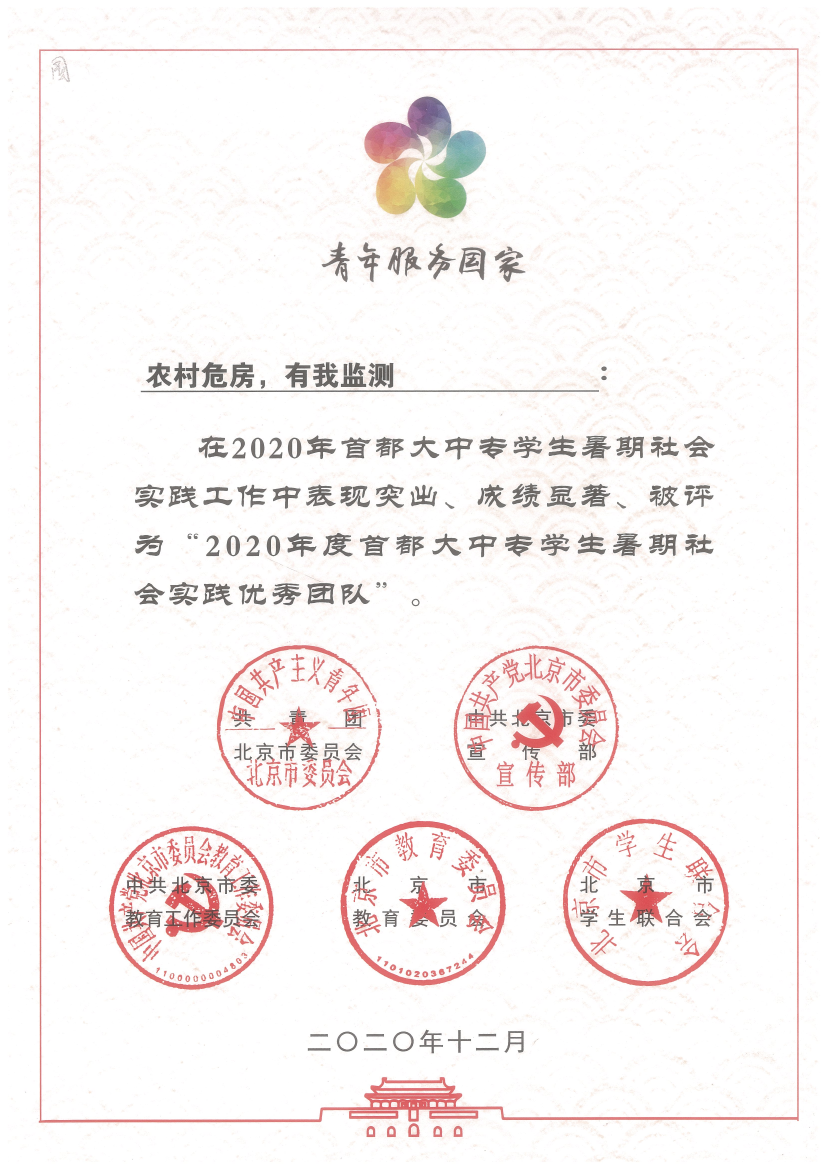 青年服务国家
农村危房，有我监测：
在2020年首都大中专学生暑期社会
实践工作中表现突出、成绩显著、被评
为“2020年度首都大中专学生暑期社
会实践优秀团队”。
中国共产主义青年团
共青团
北京市委员会
北京市委员会
中国共产党北京市委员会
中共北京市委
宣传部
宣传部
中国共产党北京市委员会教育工作委员会
中共北京市委
教育工作委员会
1100000004803
北京市教育委员会
北京市
教育委员会
1101020367244
北京市学生联合会
北京市
学生联合会
二〇二〇年十二月